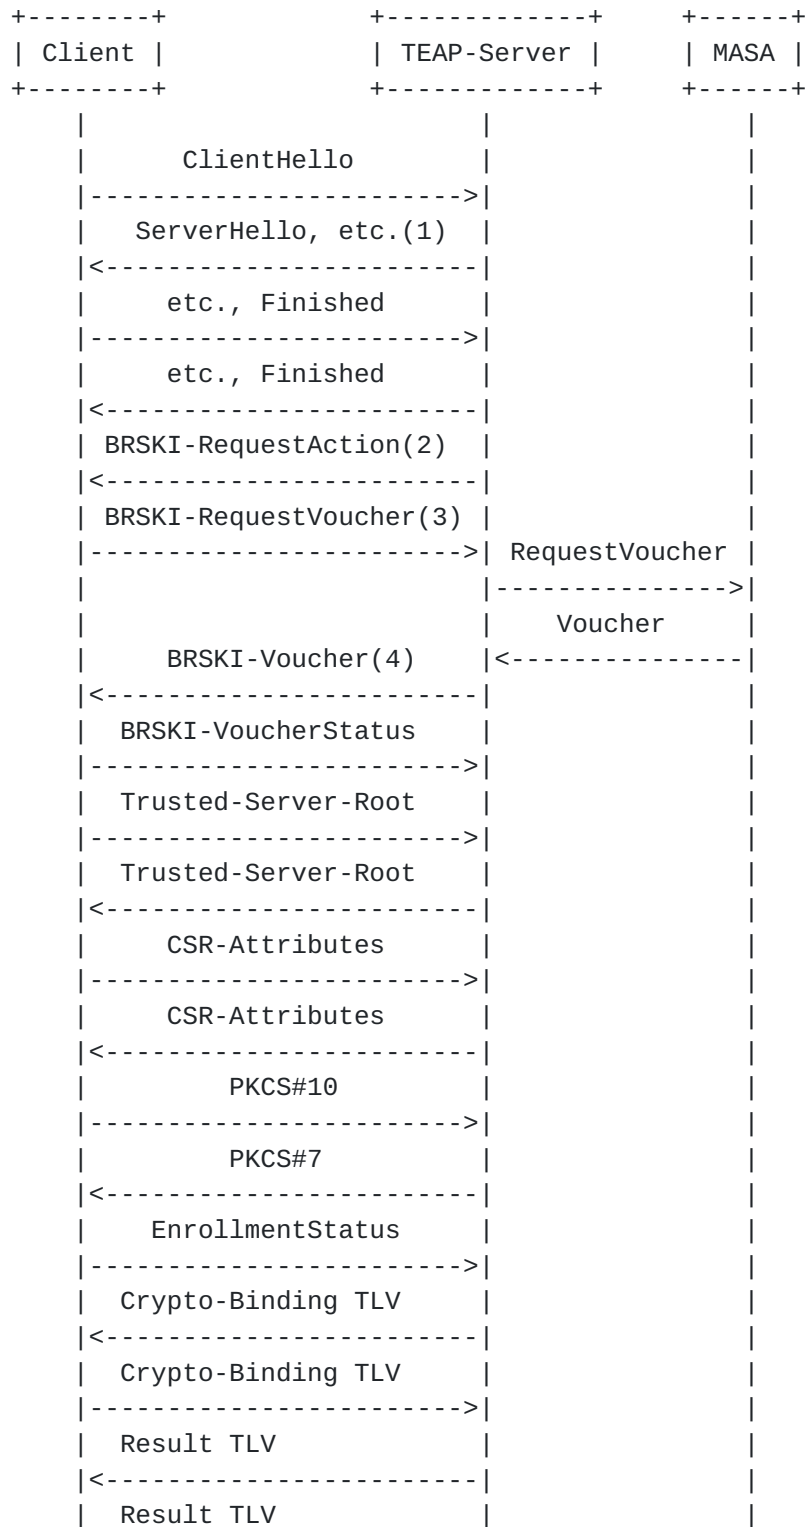 +--------+             +-------------+     +------+
| Client |             | TEAP-Server |     | MASA |
+--------+             +-------------+     +------+
    |                         |                |
    |      ClientHello        |                |
    |------------------------>|                |
    |   ServerHello, etc.(1)  |                |
    |<------------------------|                |
    |     etc., Finished      |                |
    |------------------------>|                |
    |     etc., Finished      |                |
    |<------------------------|                |
    | BRSKI-RequestAction(2)  |                |
    |<------------------------|                |
    | BRSKI-RequestVoucher(3) |                |
    |------------------------>| RequestVoucher |
    |                         |--------------->|
    |                         |    Voucher     |
    |     BRSKI-Voucher(4)    |<---------------|
    |<------------------------|                |
    |  BRSKI-VoucherStatus    |                |
    |------------------------>|                |
    |  Trusted-Server-Root    |                |
    |------------------------>|                |
    |  Trusted-Server-Root    |                |
    |<------------------------|                |
    |     CSR-Attributes      |                |
    |------------------------>|                |
    |     CSR-Attributes      |                |
    |<------------------------|                |
    |         PKCS#10         |                |
    |------------------------>|                |
    |         PKCS#7          |                |
    |<------------------------|                |
    |    EnrollmentStatus     |                |
    |------------------------>|                |
    |  Crypto-Binding TLV     |                |
    |<------------------------|                |
    |  Crypto-Binding TLV     |                |
    |------------------------>|                |
    |  Result TLV             |                |
    |<------------------------|                |
    |  Result TLV             |                |